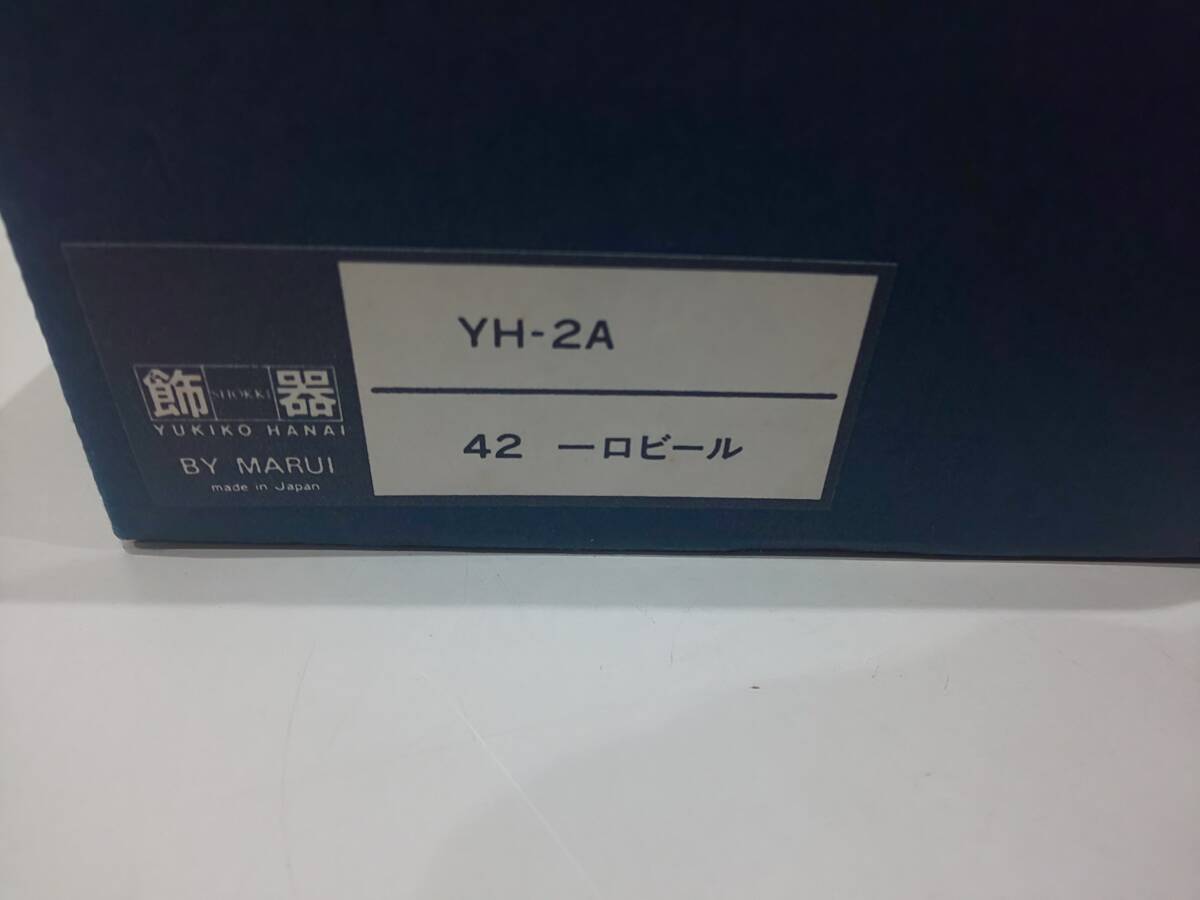 飾 SHOKKI 器
YUKIKO HANAI
BY MARUI
made in Japan
YH-2A
42 一口ビール